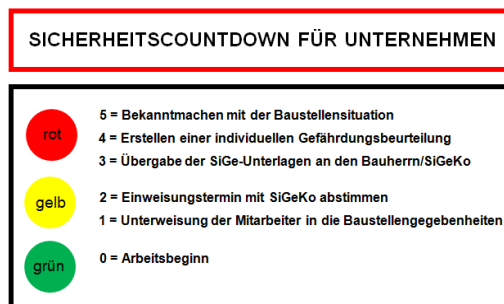 SICHERHEITSCOUNTDOWN FÜR UNTERNEHMEN
rot
5 = Bekanntmachen mit der Baustellensituation
4 = Erstellen einer individuellen Gefährdungsbeurteilung
3 = Übergabe der SiGe-Unterlagen an den Bauherrn/SiGeKo
gelb
2 = Einweisungstermin mit SiGeKo abstimmen
1 = Unterweisung der Mitarbeiter in die Baustellengegebenheiten
grün
0 = Arbeitsbeginn